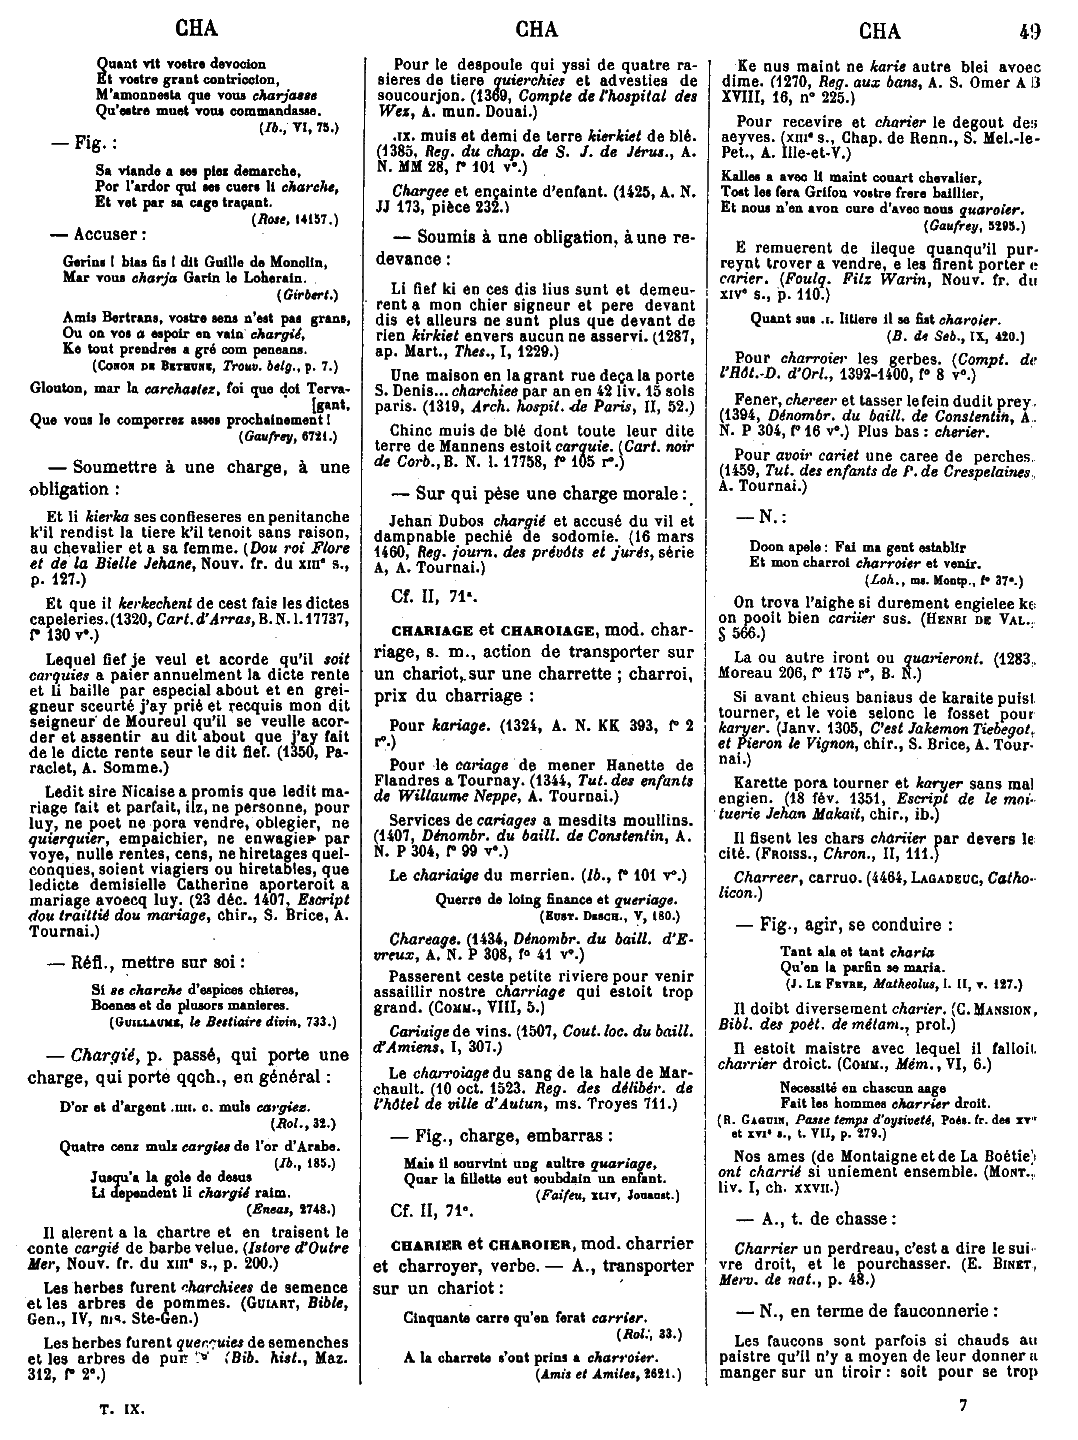 CHA
CHA
CHA 49
Quant vit vostre devocion
Et vostre grant contriccion,
M'amonnesta que vous charjasse
Qu'estre muet vous commandasse.
(Ib., VI, 75.)
— Fig. :
Sa viande a ses piez demarche,
Por l'ardor qui ses cuers li charche,
Et vet par sa cage traçant.
(Rose, 14157.)
— Accuser :
Gerins ! bias fis ! dit Guille de Monclin,
Mar vous charja Garin le Loherain.
(Girbert.)
Amis Bertrans, vostre sens n'est pas grans,
Ou on vos a espoir en vain chargié,
Ke tout prendres a gré com peneans.
(Conon de Bethune, Trouv. belg., p. 7.)
Glouton, mar la carchastez, foi que doi Terva-
[gant,
Que vous le comperrez asses prochainement !
(Gaufrey, 6721.)
— Soumettre à une charge, à une
obligation :
Et li kierka ses confieseres en penitanche
k'il rendist la tiere k'il tenoit sans raison,
au chevalier et a sa femme. (Dou roi Flore
et de la Bielle Jehane, Nouv. fr. du XIIIe s.,
p. 127.)
Et que il kerkechent de cest fais les dictes
capeleries. (1320, Cart. d'Arras, B. N. l. 17737,
f° 130 v°.)
Lequel fief je veul et acorde qu'il soit
carquies a paier annuelment la dicte rente
et li baille par especial about et en grei-
gneur sceurté j'ay prié et recquis mon dit
seigneur de Moureul qu'il se veulle acor-
der et assentir au dit about que j'ay fait
de le dicte rente seur le dit fief. (1350, Pa-
raclet, A. Somme.)
Ledit sire Nicaise a promis que ledit ma-
riage fait et parfait, ilz, ne personne, pour
luy, ne poet ne pora vendre, oblegier, ne
quierquier, empaichier, ne enwagier par
voye, nulle rentes, cens, ne hiretages quel-
conques, soient viagiers ou hiretables, que
ledicte demisielle Catherine aporteroit a
mariage avoecq luy. (23 déc. 1407, Escript
dou traittié dou mariage, chir., S. Brice, A.
Tournai.)
— Réfl., mettre sur soi :
Si se charche d'espices chieres,
Boenes et de plusors manieres.
(Guillaume, le Bestiaire divin, 733.)
— Chargié, p. passé, qui porte une
charge, qui porte qqch., en général :
D'or et d'argent .IIII. c. muls cargiez.
(Rol., 32.)
Quatre cenz mulz cargies de l'or d'Arabe.
(Ib., 185.)
Jusqu'a la gole de desus
Li dependent li chargié raim.
(Eneas, 2748.)
Il alerent a la chartre et en traisent le
conte cargié de barbe velue. (Istore d'Outre
Mer, Nouv. fr. du XIIIe s., p. 200.)
Les herbes furent charchiees de semence
et les arbres de pommes. (Guiart, Bible,
Gen., IV, ms. Ste-Gen.)
Les herbes furent querquies de semenches
et les arbres de (Bib. hist., Maz.
312, f° 2°.)
T. IX.
Pour le despoule qui yssi de quatre ra-
sieres de tiere quierchies et advesties de
soucourjon. (1369, Compte de l'hospital des
Wez, A. mun. Douai.)
.IX. muis et demi de terre kierkiet de blé.
(1385, Reg. du chap. de S. J. de Jérus., A.
N. MM 28, f° 101 v°.)
Chargee et ençainte d'enfant. (1425, A. N.
JJ 173, pièce 232.)
— Soumis à une obligation, à une re-
devance :
Li fief ki en ces dis lius sunt et demeu-
rent a mon chier signeur et pere devant
dis et alleurs ne sunt plus que devant de
rien kirkiet envers aucun ne asservi. (1287,
ap. Mart., Thes., I, 1229.)
Une maison en la grant rue deça la porte
S. Denis... charchiee par an en 42 liv. 15 sols
paris. (1319, Arch. hospit. de Paris, II, 52.)
Chinc muis de blé dont toute leur dite
terre de Mannens estoit carquie. (Cart. noir
de Corb., B. N. l. 17758, f° 105 r°.)
— Sur qui pèse une charge morale :
Jehan Dubos chargié et accusé du vil et
dampnable pechié de sodomie. (16 mars
1460, Reg. journ. des prévôts et jurés, série
A, A. Tournai.)
Cf. II, 71ª.
CHARIAGE et CHAROIAGE, mod. char-
riage, s. m., action de transporter sur
un chariot, sur une charrette ; charroi,
prix du charriage :
Pour kariage. (1324, A. N. KK 393, f° 2
r°.)
Pour le cariage de mener Hanette de
Flandres a Tournay. (1344, Tut. des enfants
de Willaume Neppe, A. Tournai.)
Services de cariages a mesdits moullins.
(1407, Dénombr. du baill. de Constentin, A.
N. P 304, f° 99 v°.)
Le chariaige du merrien. (Ib., f° 101 v°.)
Querre de loing finance et queriage.
(Eust. Desch., V, 180.)
Chareage. (1434, Dénombr. du baill. d'E-
vreux, A. N. P 308, f° 41 v°.)
Passerent ceste petite riviere pour venir
assaillir nostre charriage qui estoit trop
grand. (Comm., VIII, 5.)
Cariaige de vins. (1507, Cout. loc. du baill.
d'Amiens, I, 307.)
Le charroiage du sang de la hale de Mar-
chault. (10 oct. 1523. Reg. des délibér. de
l'hôtel de ville d'Autun, ms. Troyes 711.)
— Fig., charge, embarras :
Mais il sourvint ung aultre quariage,
Quar la fillette eut soubdain un enfant.
(Faifeu, XLIV, Jouaust.)
Cf. II, 71ª.
CHARIER et CHAROIER, mod. charrier
et charroyer, verbe. — A., transporter
sur un chariot :
Cinquante carre qu'en ferat carrier.
(Rol., 33.)
A la charrete s'ont prins a charroier.
(Amis et Amiles, 2621.)
Ke nus maint ne karie autre blei avoec
dime. (1270, Reg. aux bans, A. S. Omer AB
XVIII, 16, n° 225.)
Pour recevire et charier le degout des
aeyves. (XIIIe s., Chap. de Renn., S. Mel.-le-
Pet., A. Ille-et-V.)
Kalles a avec li maint couart chevalier,
Tost les fera Grifon vostre frere baillier,
Et nous n'en avon cure d'avec nous quaroier.
(Gaufrey, 5295.)
E remuerent de ileque quanqu'il pur-
reynt trover a vendre, e les firent porter e
carier. (Foulq. Filz Warin, Nouv. fr. du
XIVe s., p. 110.)
Quant sus .I. litiere il se fist charoier.
(B. de Seb., IX, 420.)
Pour charroier les gerbes. (Compt. de
l'Hôt.-D. d'Orl., 1392-1400, f° 8 v°.)
Fener, chereer et tasser le fein dudit prey.
(1394, Dénombr. du baill. de Constentin, A.
N. P 304, f° 16 v°.) Plus bas : cherier.
Pour avoir cariet une caree de perches.
(1459, Tut. des enfants de P. de Crespelaines,
A. Tournai.)
— N. :
Doon apele : Fai ma gent establir
Et mon charroi charroier et venir.
(Loh., ms. Montp., f° 37ª.)
On trova l'aighe si durement engielee ke
on pooit bien cariier sus. (Henri de Val.,
§ 566.)
La ou autre iront ou quarieront. (1283,
Moreau 206, f° 175 r°, B. N.)
Si avant chieus baniaus de karaite puist
tourner, et le voie selonc le fosset pour
karyer. (Janv. 1305, C'est Jakemon Tiebegot,
et Pieron le Vignon, chir., S. Brice, A. Tour-
nai.)
Karette pora tourner et karyer sans mal
engien. (18 fév. 1351, Escript de le moi-
tuerie Jehan Makait, chir., ib.)
Il fisent les chars chariier par devers le
cité. (Froiss., Chron., II, 111.)
Charreer, carruo. (4464, Lagadeuc, Catho-
licon.)
— Fig., agir, se conduire :
Tant ala et tant charia
Qu'en la parfin se maria.
(J. Le Fevre, Matheolus, l. II, v. 127.)
Il doibt diversement charier. (C. Mansion,
Bibl. des poët. de métam., prol.)
Il estoit maistre avec lequel il falloit
charrier droict. (Comm., Mém., VI, 6.)
Necessité en chascun aage
Fait les hommes charrier droit.
(R. Gaguin, Passe temps d'oysiveté, Poés. fr. des XVe
et XVIe s., t. VII, p. 279.)
Nos ames (de Montaigne et de La Boétie)
ont charrié si uniement ensemble. (Mont.,
liv. I, ch. XXVII.)
— A., t. de chasse :
Charrier un perdreau, c'est a dire le sui-
vre droit, et le pourchasser. (E. Binet,
Merv. de nat., p. 48.)
— N., en terme de fauconnerie :
Les faucons sont parfois si chauds au
paistre qu'il n'y a moyen de leur donner a
manger sur un tiroir : soit pour se trop
7